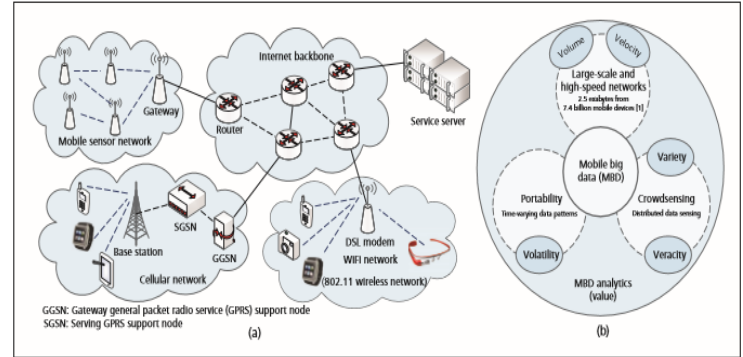 Internet backbone
Gateway
Router
Service server
Mobile sensor network
SGSN
Base station
GGSN
Cellular network
DSL modem
WIFI network
(802.11 wireless network)
GGSN: Gateway general packet radio service (GPRS) support node
SGSN: Serving GPRS support node
(a)
Volume
Velocity
Large-scale and
high-speed networks
2.5 exabytes from
7.4 billion mobile devices [1]
Mobile big
data (MBD)
Variety
Portability
Time-varying data patterns
Crowdsensing
Distributed data sensing
Volatility
Veracity
MBD analytics
(value)
(b)